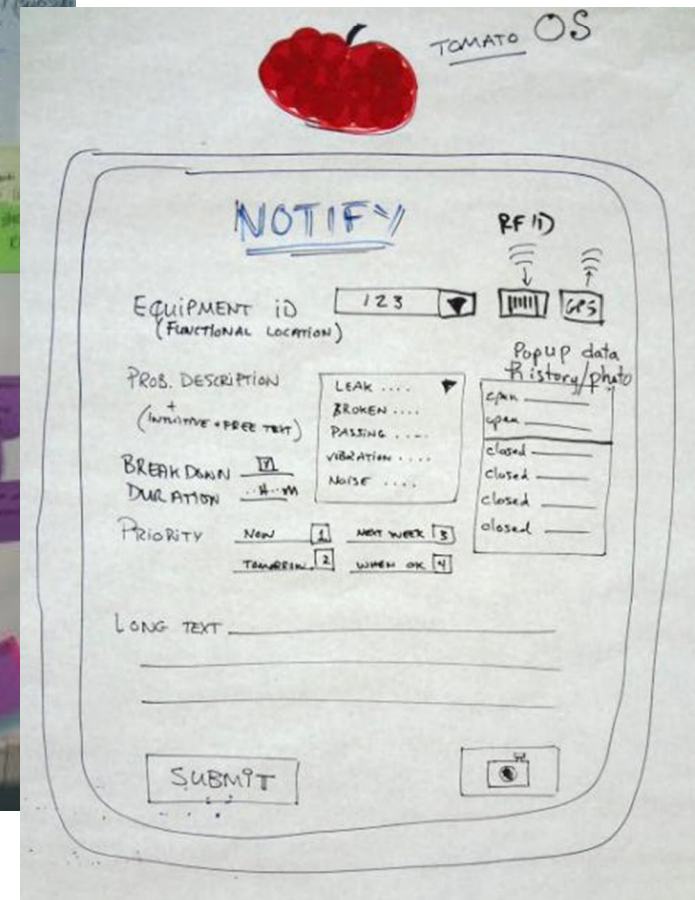 TOMATO OS
NOTIFY
RFID
EQUIPMENT ID
(FUNCTIONAL LOCATION)
123
GPS
Popup data
history/photo
PROB. DESCRIPTION
+
(INTUITIVE + FREE TEXT)
LEAK ....
BROKEN ....
PASSING ....
VIBRATION ....
NOISE ....
open
open
closed
closed
closed
closed
BREAKDOWN Y
DURATION ..H..M
PRIORITY
NOW 1
NEXT WEEK 3
TOMORROW 2
WHEN OK 4
LONG TEXT
SUBMIT